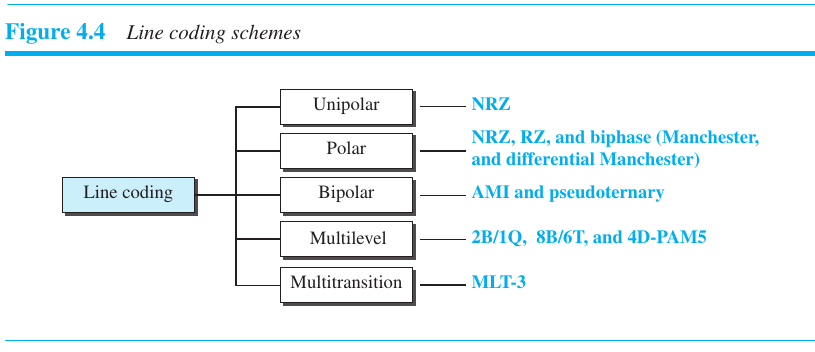 Figure 4.4 Line coding schemes
Unipolar NRZ
Polar NRZ, RZ, and biphase (Manchester,
and differential Manchester)
Line coding Bipolar AMI and pseudoternary
Multilevel 2B/1Q, 8B/6T, and 4D-PAM5
Multitransition MLT-3